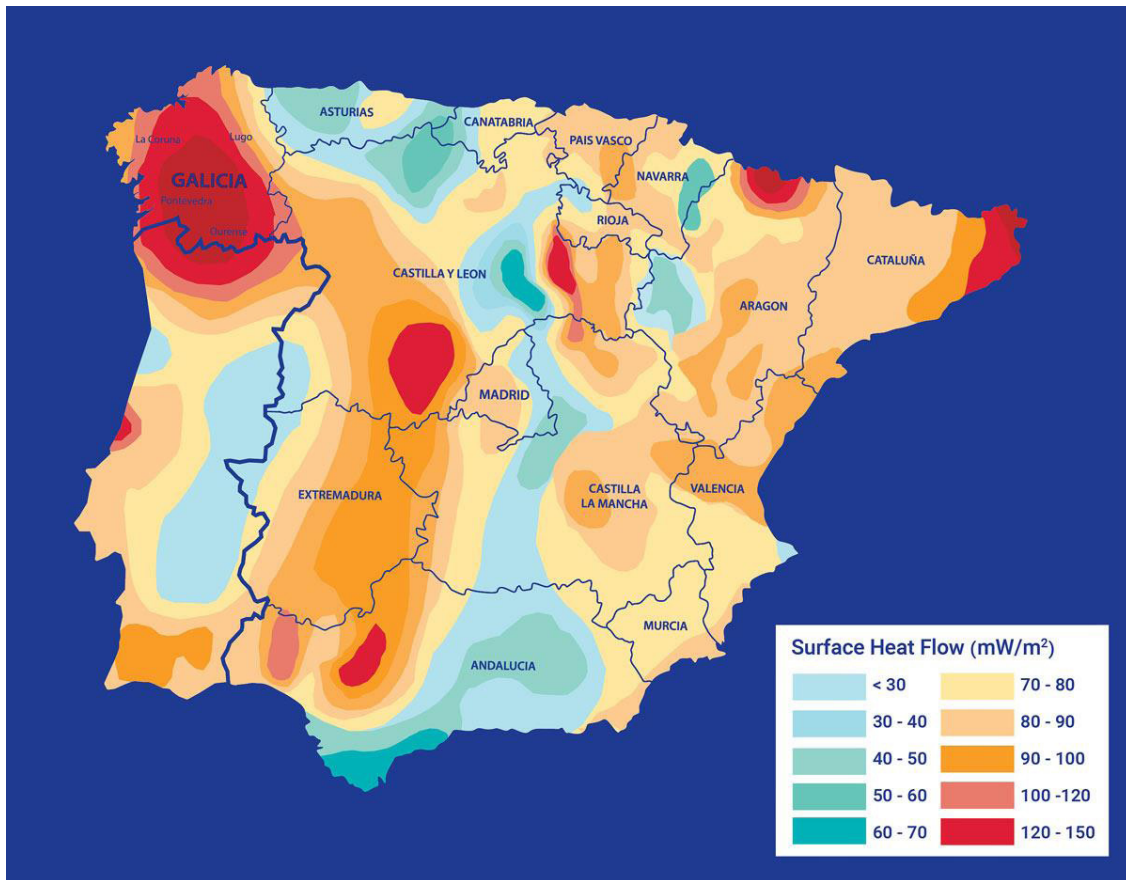 ASTURIAS
CANATABRIA
La Coruna
Lugo
PAIS VASCO
GALICIA
NAVARRA
Pontevedra
RIOJA
Ourense
CATALUÑA
CASTILLA Y LEON
ARAGON
MADRID
EXTREMADURA
CASTILLA
LA MANCHA
VALENCIA
MURCIA
ANDALUCIA
Surface Heat Flow (mW/m²)
< 30
70 - 80
30 - 40
80 - 90
40 - 50
90 - 100
50 - 60
100 -120
60 - 70
120 - 150